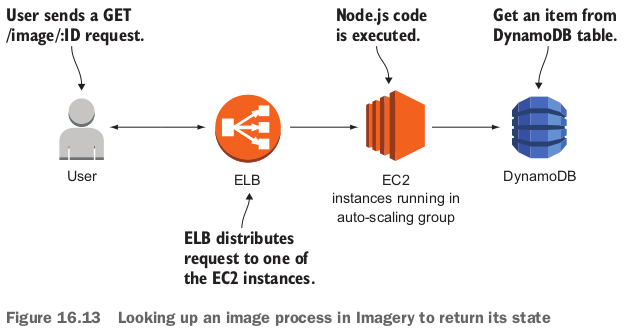 User sends a GET
/image/:ID request.
Node.js code
is executed.
Get an item from
DynamoDB table.
User
ELB
EC2
instances running in
auto-scaling group
DynamoDB
ELB distributes
request to one of
the EC2 instances.
Figure 16.13 Looking up an image process in Imagery to return its state